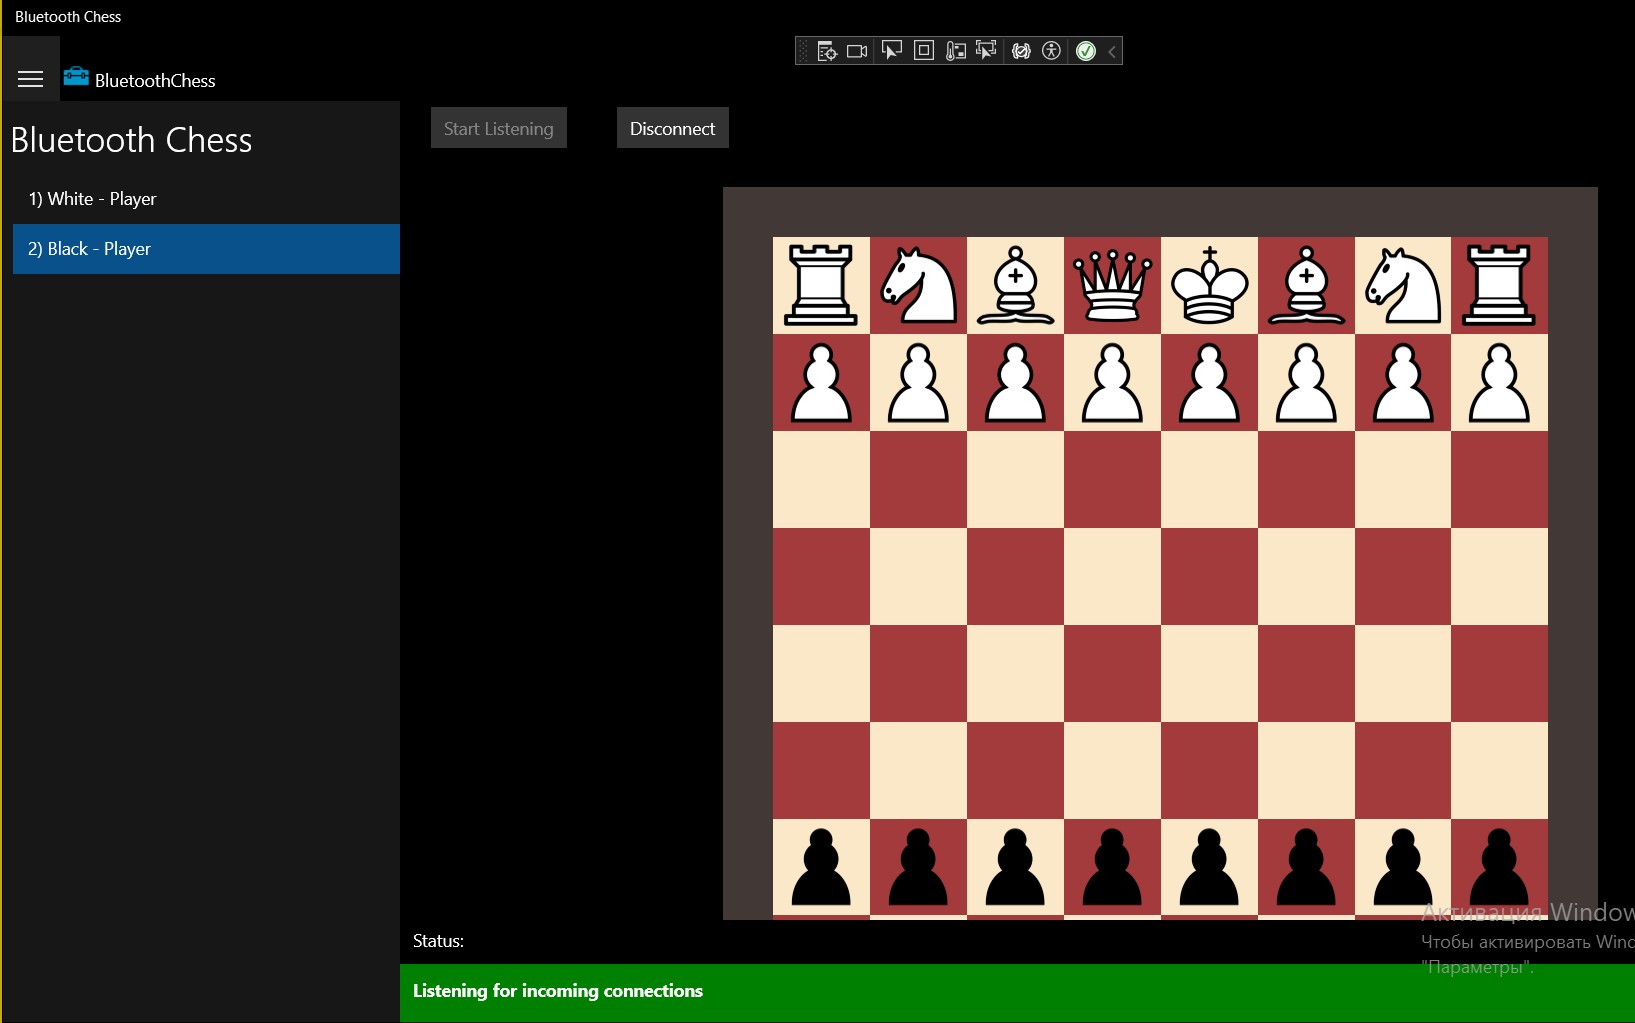 Bluetooth Chess
BluetoothChess
Start Listening
Disconnect
Bluetooth Chess
1) White - Player
2) Black - Player
Активация Window
Status:
Чтобы активировать Wind
"Параметры".
Listening for incoming connections